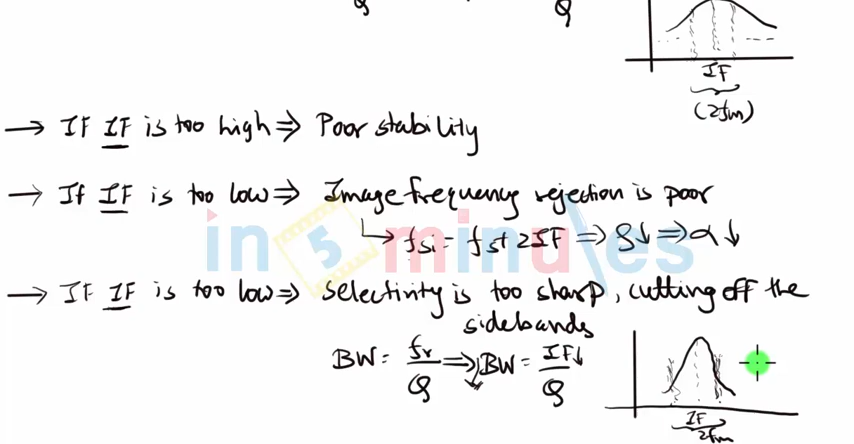 Q Q
IF
(2fm)
→ IF IF is too high ⇒ Poor stability
→ If IF is too low ⇒ Image frequency rejection is poor
↳ fsi = fs + 2IF ⇒ ρ↓ ⇒ α↓
in 5 minutes
→ IF IF is too low ⇒ Selectivity is too sharp, cutting off the
sidebands
BW = fr/Q ⇒ ↓BW = IF↓/Q
IF
2fm